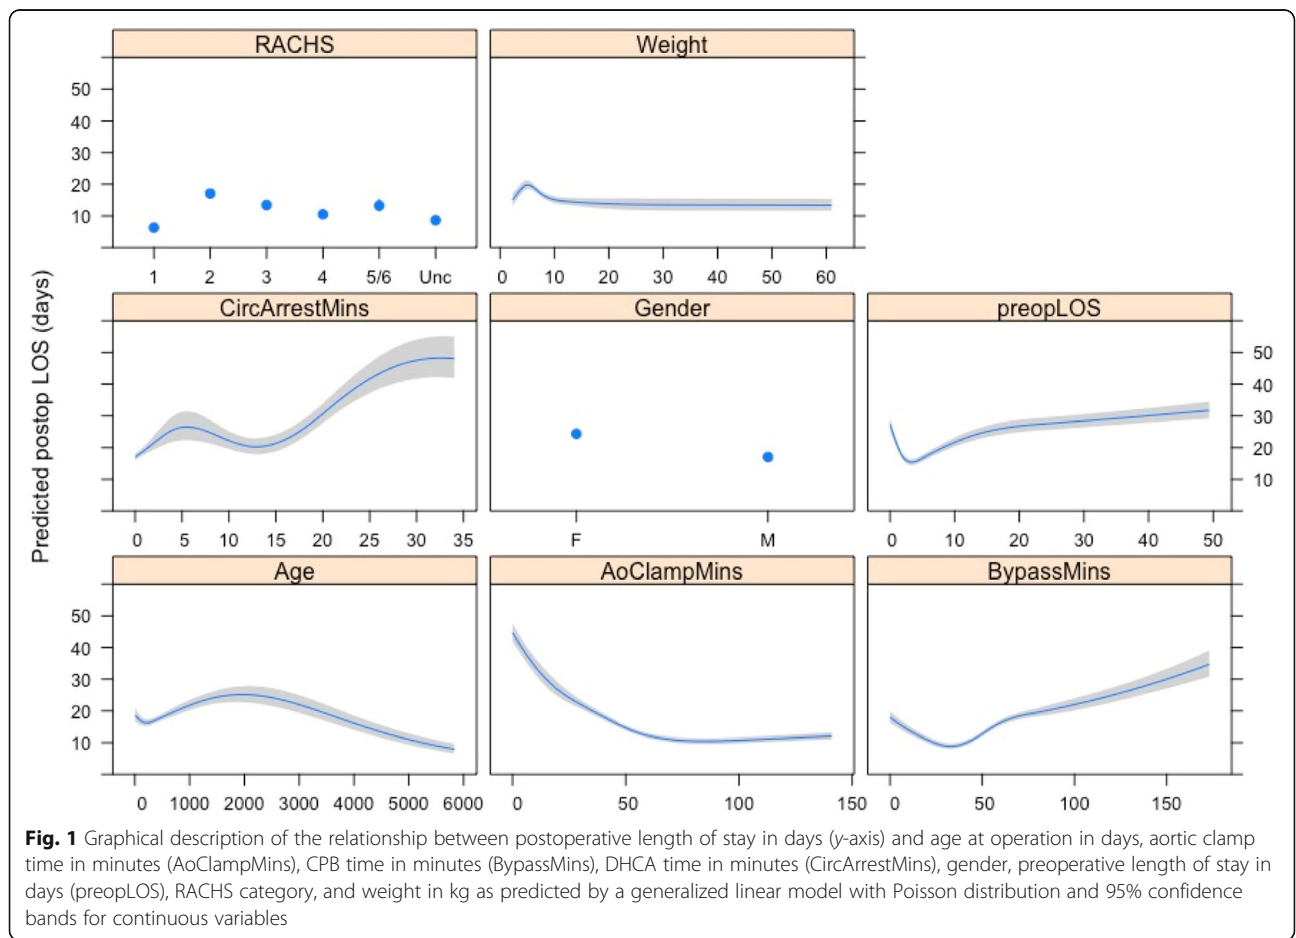 RACHS Weight
50
40
30
20
10
1 2 3 4 5/6 Unc 0 10 20 30 40 50 60
Predicted postop LOS (days)
CircArrestMins Gender preopLOS
50
40
30
20
10
0 5 10 15 20 25 30 35 F M 0 10 20 30 40 50
Age AoClampMins BypassMins
50
40
30
20
10
0 1000 2000 3000 4000 5000 6000 0 50 100 150 0 50 100 150
Fig. 1 Graphical description of the relationship between postoperative length of stay in days (y-axis) and age at operation in days, aortic clamp
time in minutes (AoClampMins), CPB time in minutes (BypassMins), DHCA time in minutes (CircArrestMins), gender, preoperative length of stay in
days (preopLOS), RACHS category, and weight in kg as predicted by a generalized linear model with Poisson distribution and 95% confidence
bands for continuous variables